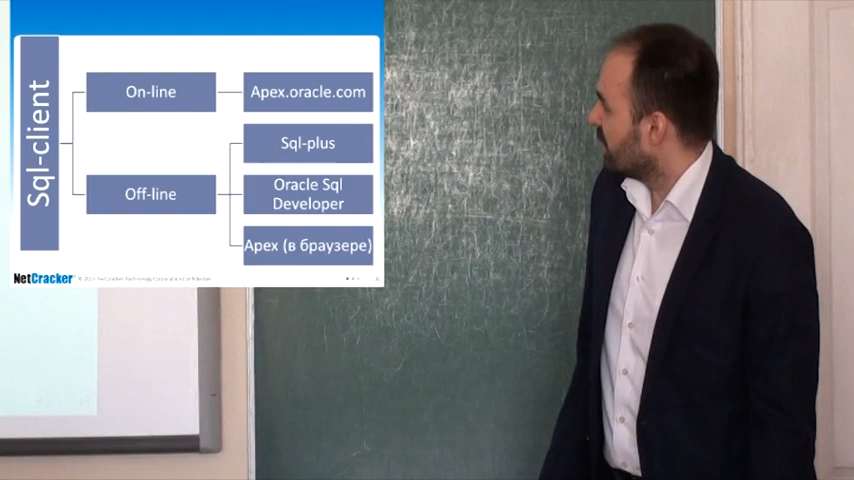 Sql-client
On-line
Apex.oracle.com
Sql-plus
Off-line
Oracle Sql
Developer
Apex (в браузере)
NetCracker